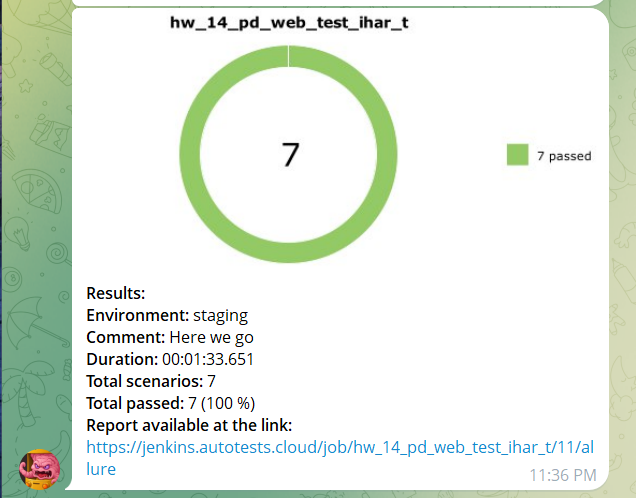 hw_14_pd_web_test_ihar_t
7
7 passed
Results:
Environment: staging
Comment: Here we go
Duration: 00:01:33.651
Total scenarios: 7
Total passed: 7 (100 %)
Report available at the link:
https://jenkins.autotests.cloud/job/hw_14_pd_web_test_ihar_t/11/al
lure
11:36 PM